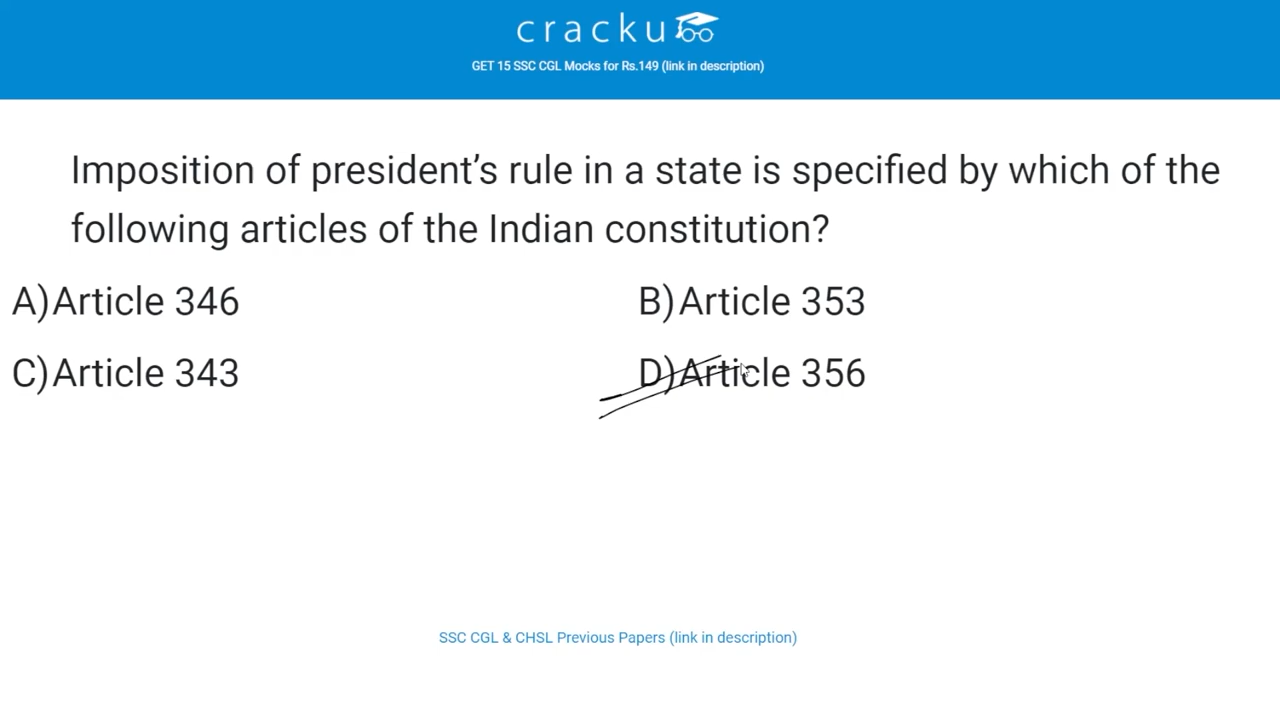 cracku
GET 15 SSC CGL Mocks for Rs.149 (link in description)
Imposition of president’s rule in a state is specified by which of the
following articles of the Indian constitution?
A)Article 346
B)Article 353
C)Article 343
D)Article 356
SSC CGL & CHSL Previous Papers (link in description)